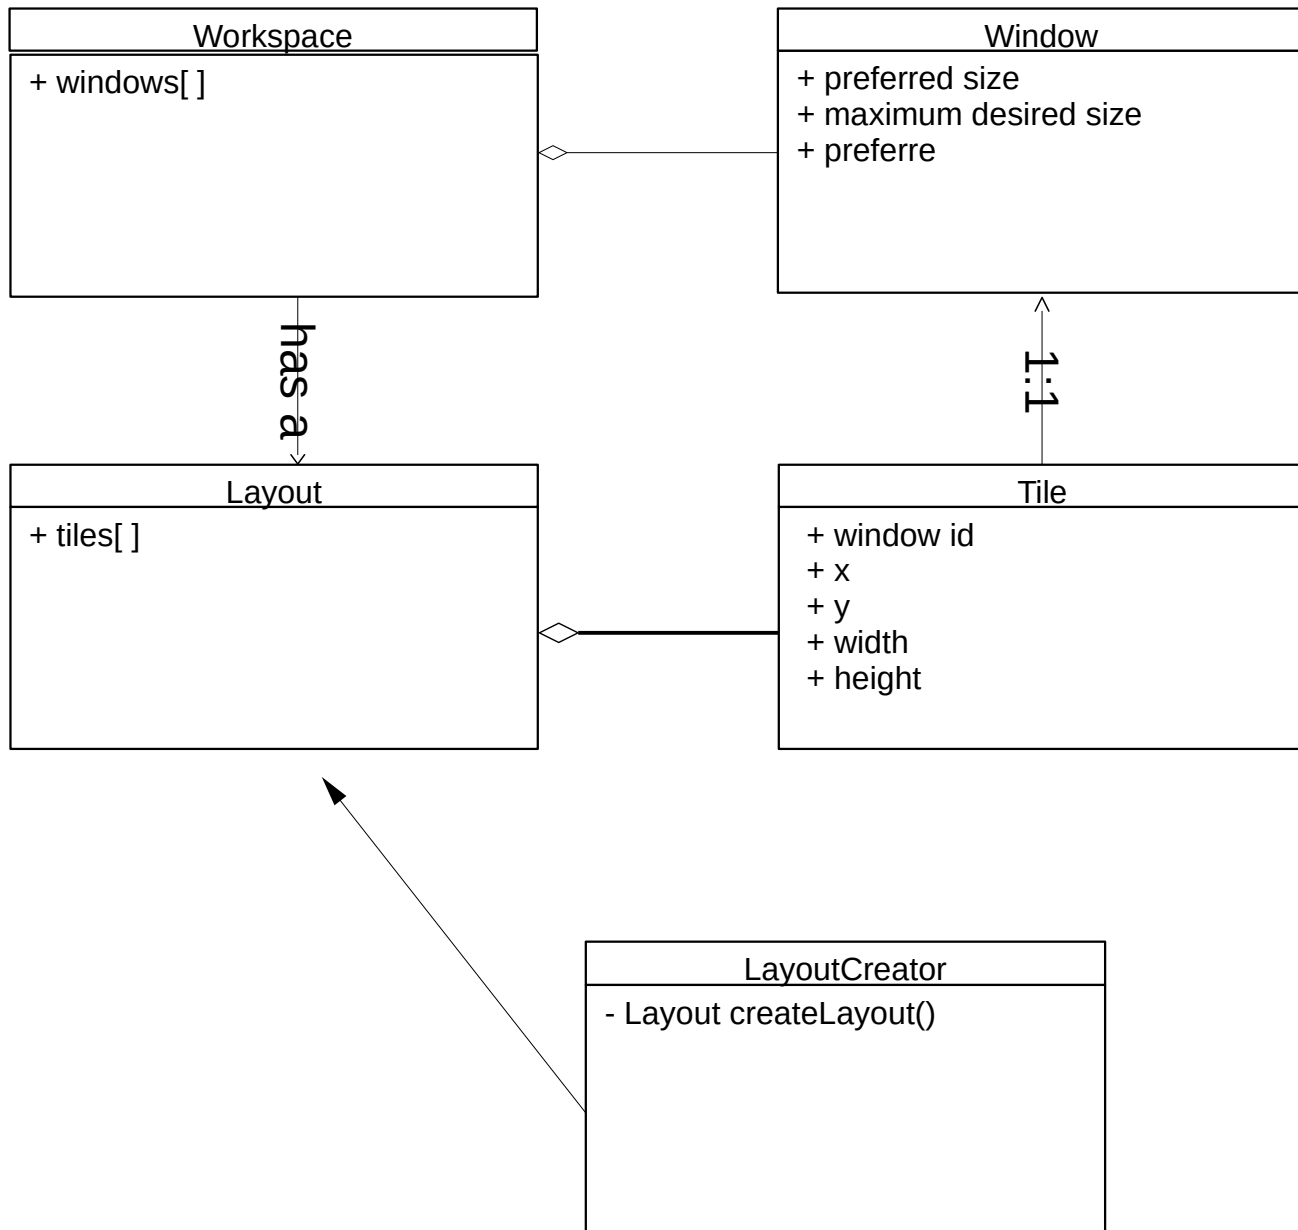 Workspace
+ windows[ ]
Window
+ preferred size
+ maximum desired size
+ preferre
has a
1:1
Layout
+ tiles[ ]
Tile
+ window id
+ x
+ y
+ width
+ height
LayoutCreator
- Layout createLayout()